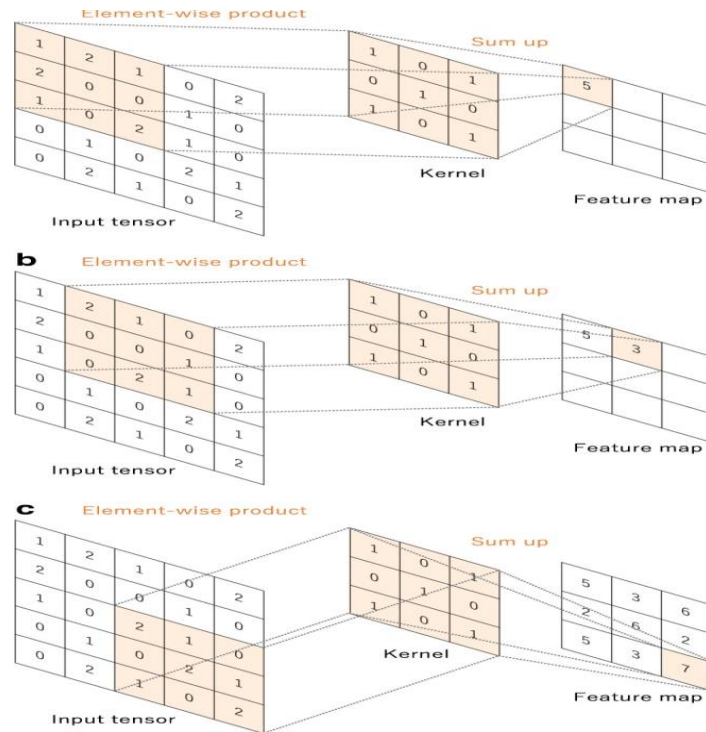 Element-wise product
Sum up
1 2 1 0 2
2 0 0 1 0
1 0 2 1 0
0 1 0 2 1
0 2 1 0 2
Input tensor
1 0 1
0 1 0
1 0 1
Kernel
5
Feature map
b
Element-wise product
Sum up
1 2 1 0 2
2 0 0 1 0
1 0 2 1 0
0 1 0 2 1
0 2 1 0 2
Input tensor
1 0 1
0 1 0
1 0 1
Kernel
5 3
Feature map
c
Element-wise product
Sum up
1 2 1 0 2
2 0 0 1 0
1 0 2 1 0
0 1 0 2 1
0 2 1 0 2
Input tensor
1 0 1
0 1 0
1 0 1
Kernel
5 3 6
2 6 2
5 3 7
Feature map